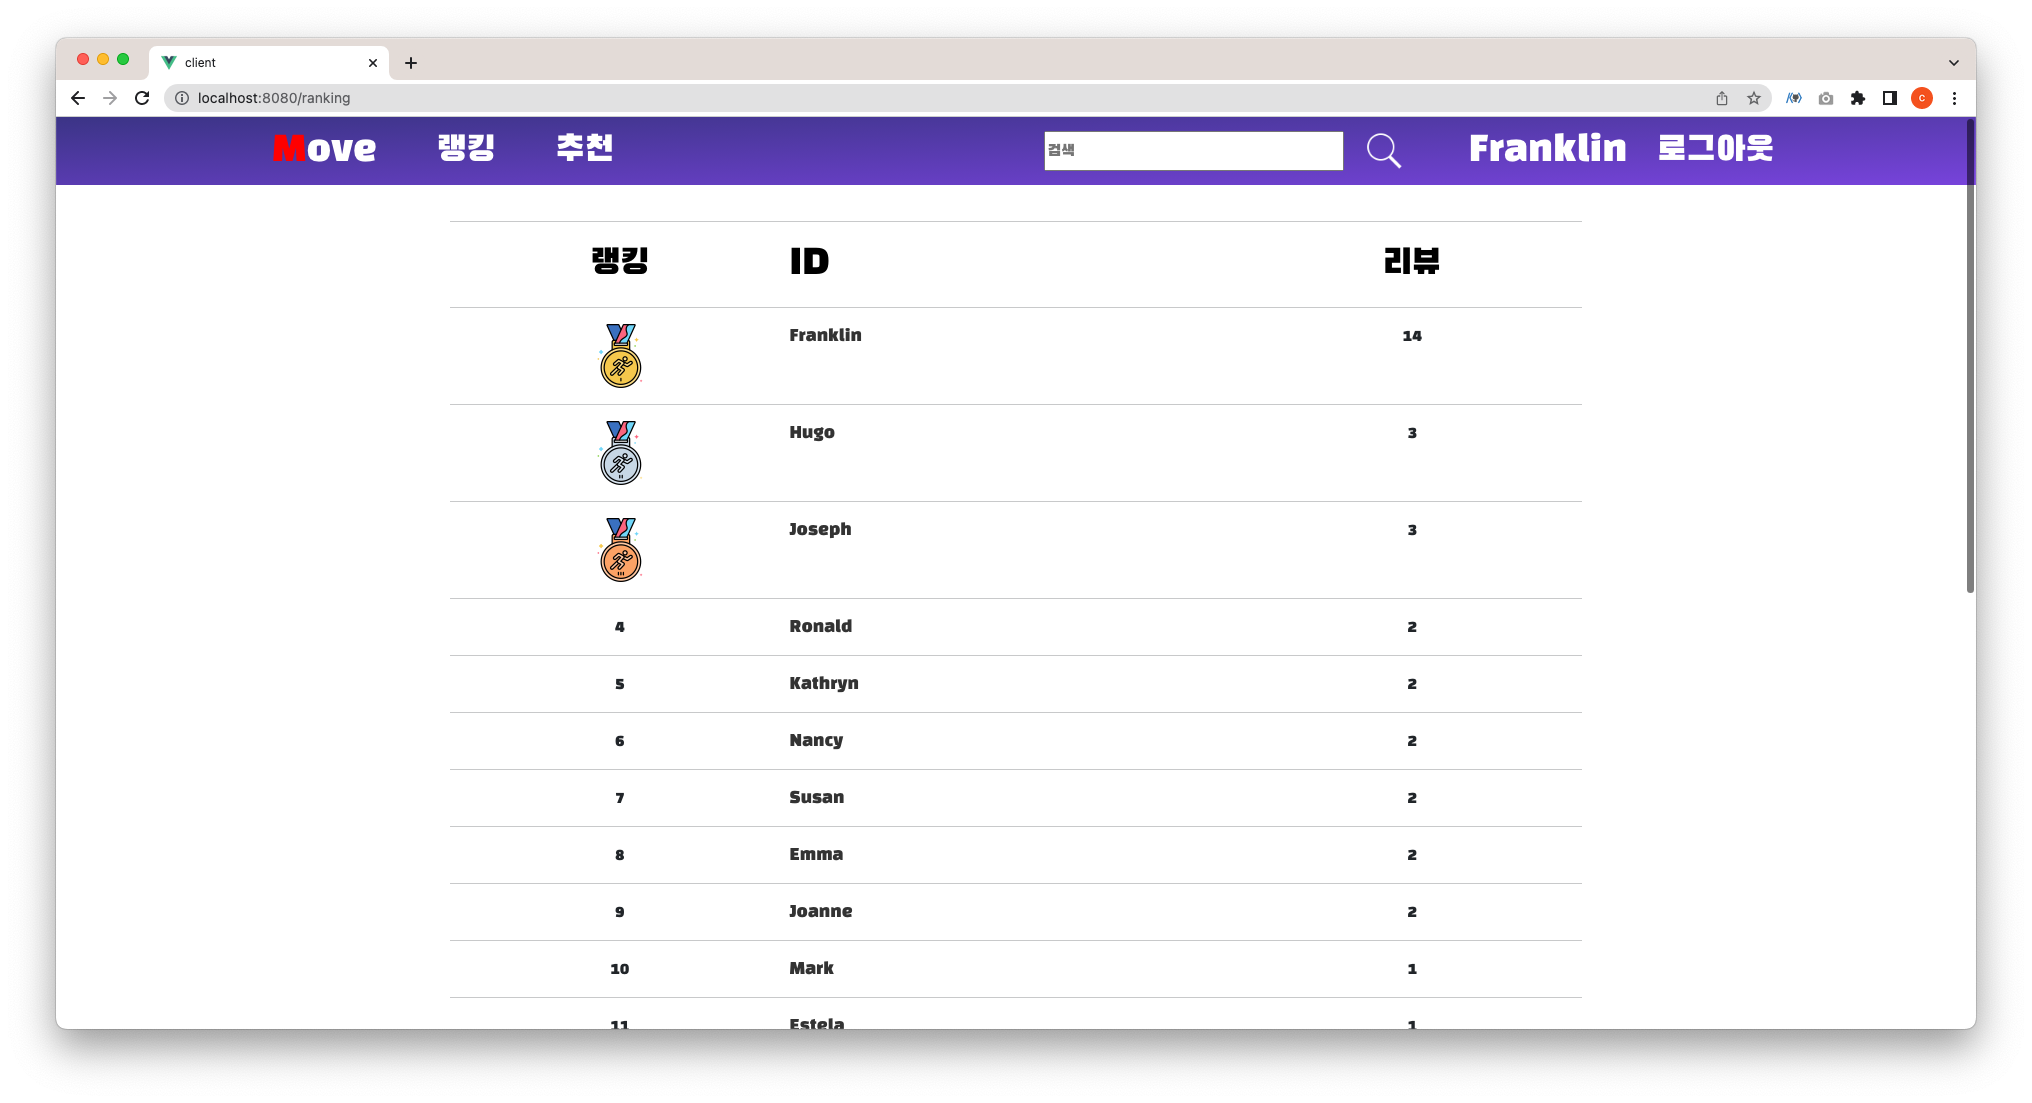 client
localhost:8080/ranking
Move 랭킹 추천 검색 Franklin 로그아웃
랭킹 ID 리뷰
Franklin 14
Hugo 3
Joseph 3
4 Ronald 2
5 Kathryn 2
6 Nancy 2
7 Susan 2
8 Emma 2
9 Joanne 2
10 Mark 1
11 Estela 1